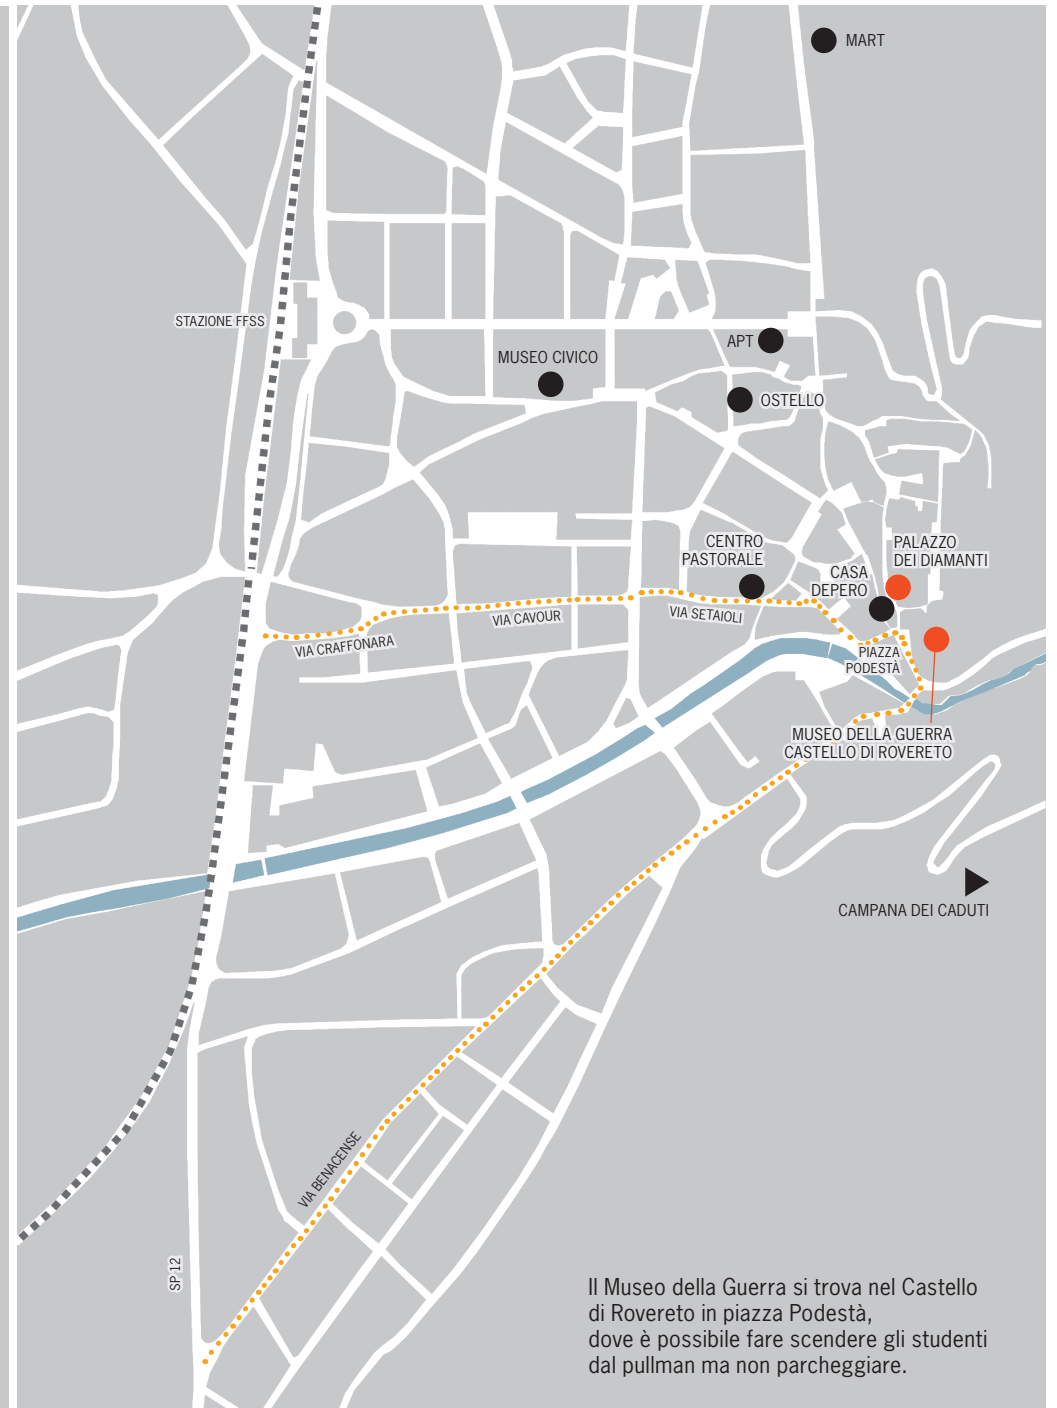 MART
STAZIONE FFSS
APT
MUSEO CIVICO
OSTELLO
CENTRO
PASTORALE
PALAZZO
DEI DIAMANTI
CASA
DEPERO
VIA CAVOUR
VIA SETAIOLI
VIA CRAFFONARA
PIAZZA
PODESTÀ
MUSEO DELLA GUERRA
CASTELLO DI ROVERETO
CAMPANA DEI CADUTI
VIA BENACENSE
SP 12
Il Museo della Guerra si trova nel Castello
di Rovereto in piazza Podestà,
dove è possibile fare scendere gli studenti
dal pullman ma non parcheggiare.